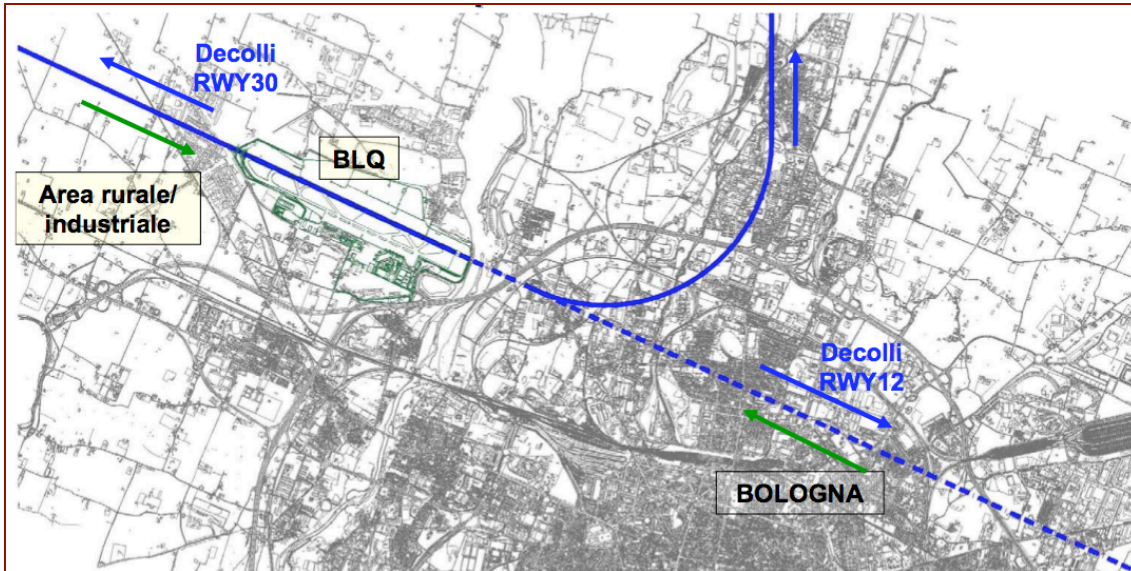 Decolli
RWY30
BLQ
Area rurale/
industriale
Decolli
RWY12
BOLOGNA